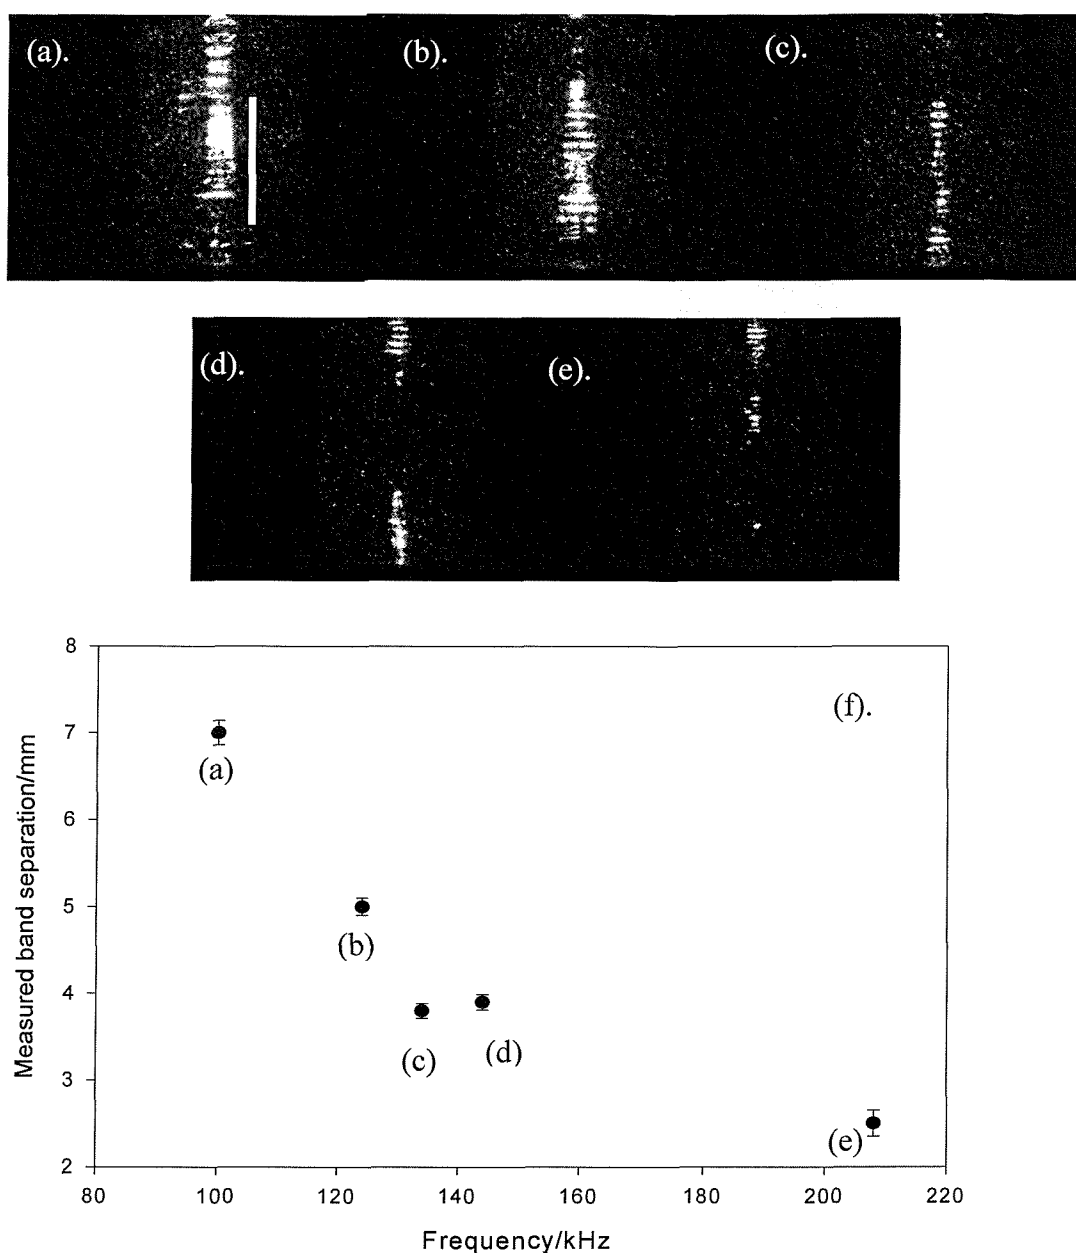 (a).
(b).
(c).
(d).
(e).
(f).
8
7
6
5
4
3
2
Measured band separation/mm
(a)
(b)
(c)
(d)
(e)
80 100 120 140 160 180 200 220
Frequency/kHz